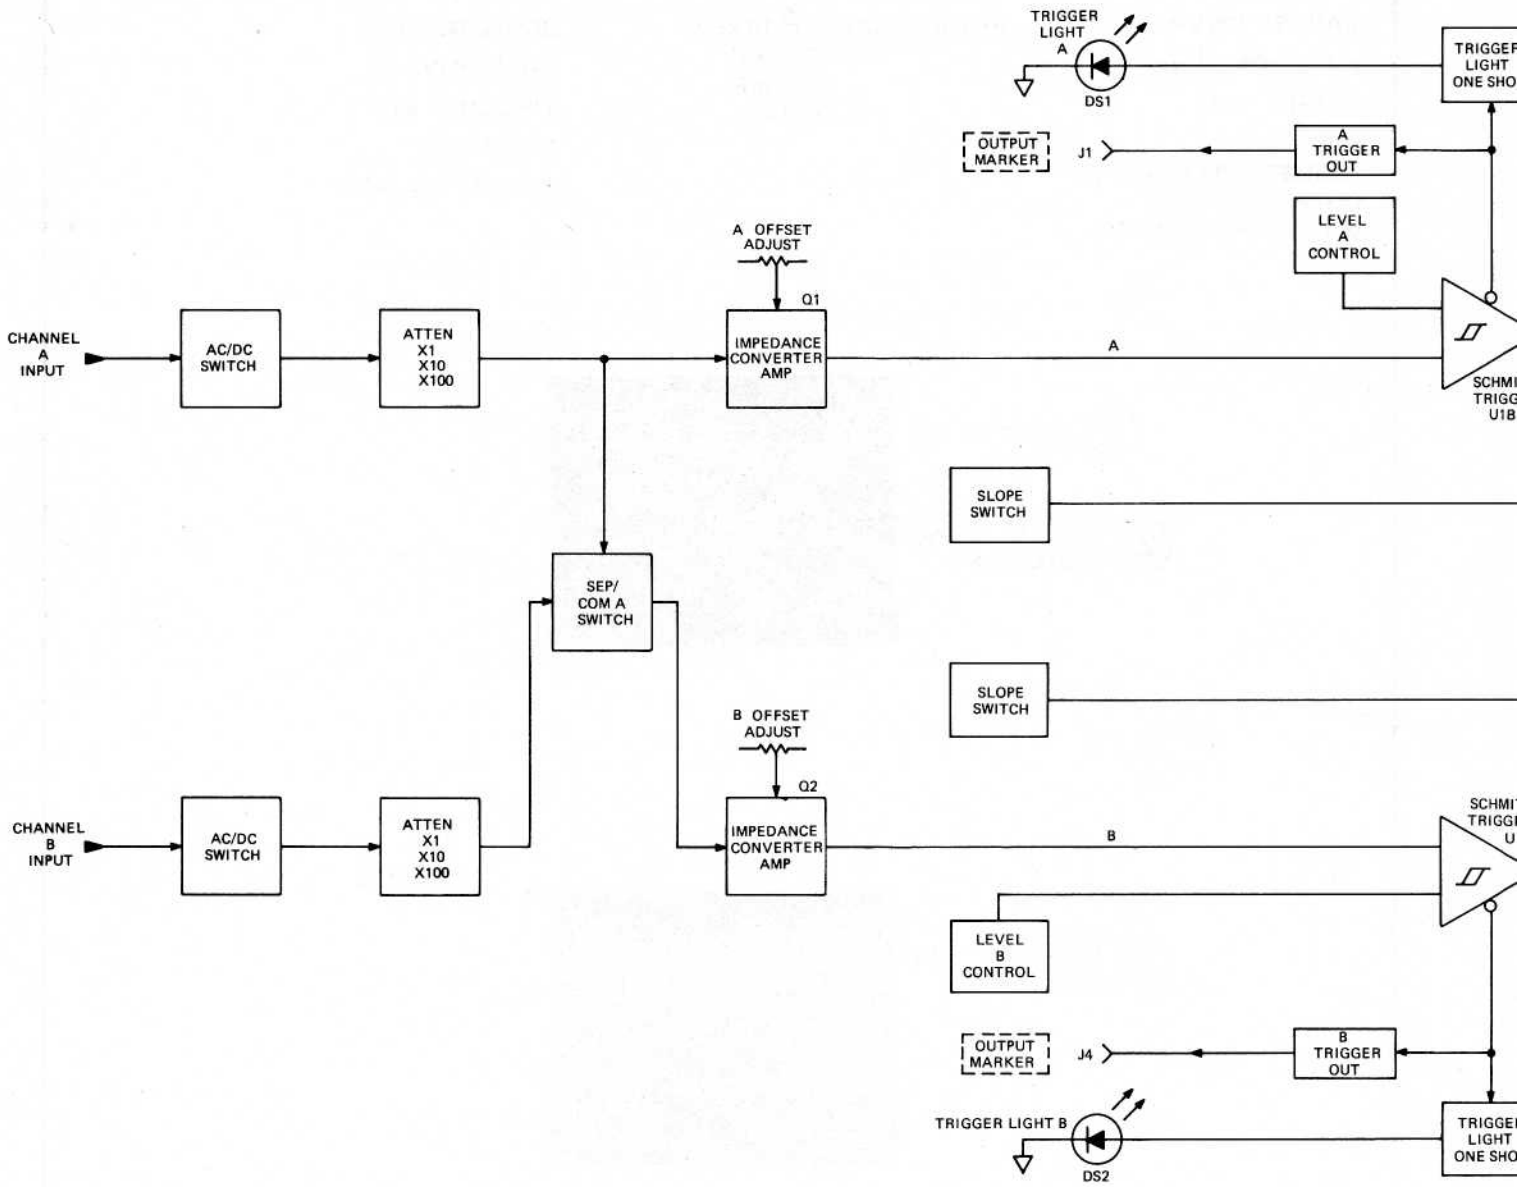 TRIGGER
LIGHT
A
DS1
TRIGGER
LIGHT
ONE SHO
OUTPUT
MARKER
J1
A
TRIGGER
OUT
LEVEL
A
CONTROL
A OFFSET
ADJUST
Q1
CHANNEL
A
INPUT
AC/DC
SWITCH
ATTEN
X1
X10
X100
IMPEDANCE
CONVERTER
AMP
A
SCHMI
TRIGG
U1B
SLOPE
SWITCH
SEP/
COM A
SWITCH
SLOPE
SWITCH
B OFFSET
ADJUST
Q2
CHANNEL
B
INPUT
AC/DC
SWITCH
ATTEN
X1
X10
X100
IMPEDANCE
CONVERTER
AMP
B
SCHMI
TRIGG
U
LEVEL
B
CONTROL
OUTPUT
MARKER
J4
B
TRIGGER
OUT
TRIGGER LIGHT B
DS2
TRIGGER
LIGHT
ONE SHO